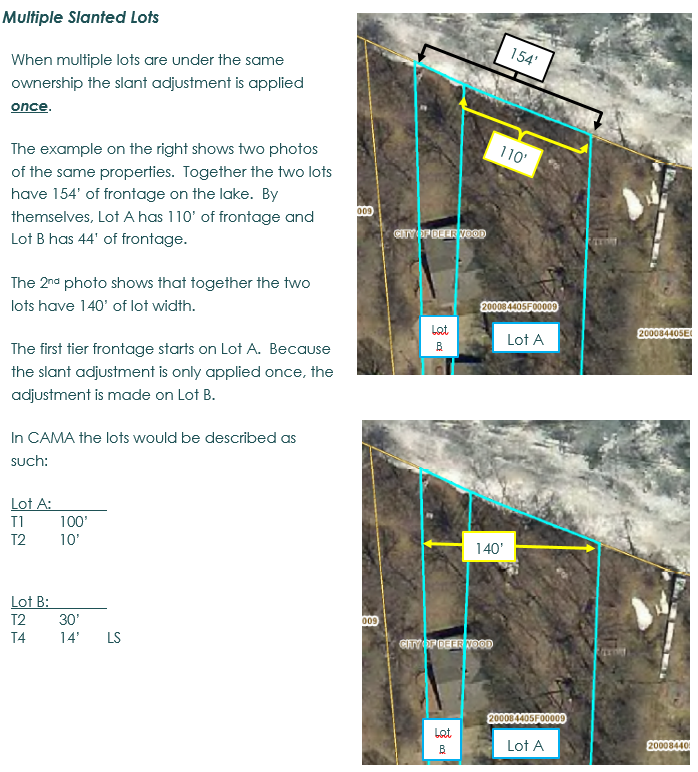 Multiple Slanted Lots
When multiple lots are under the same
ownership the slant adjustment is applied
once.
The example on the right shows two photos
of the same properties. Together the two lots
have 154' of frontage on the lake. By
themselves, Lot A has 110' of frontage and
Lot B has 44' of frontage.
The 2nd photo shows that together the two
lots have 140' of lot width.
The first tier frontage starts on Lot A. Because
the slant adjustment is only applied once, the
adjustment is made on Lot B.
In CAMA the lots would be described as
such:
Lot A:
T1 100'
T2 10'
Lot B:
T2 30'
T4 14' LS
154'
110'
009
CITY OF DEERWOOD
200084405F00009
200084405E0
Lot
B
Lot A
140'
009
CITY OF DEERWOOD
200084405F00009
20008440
Lot
B
Lot A